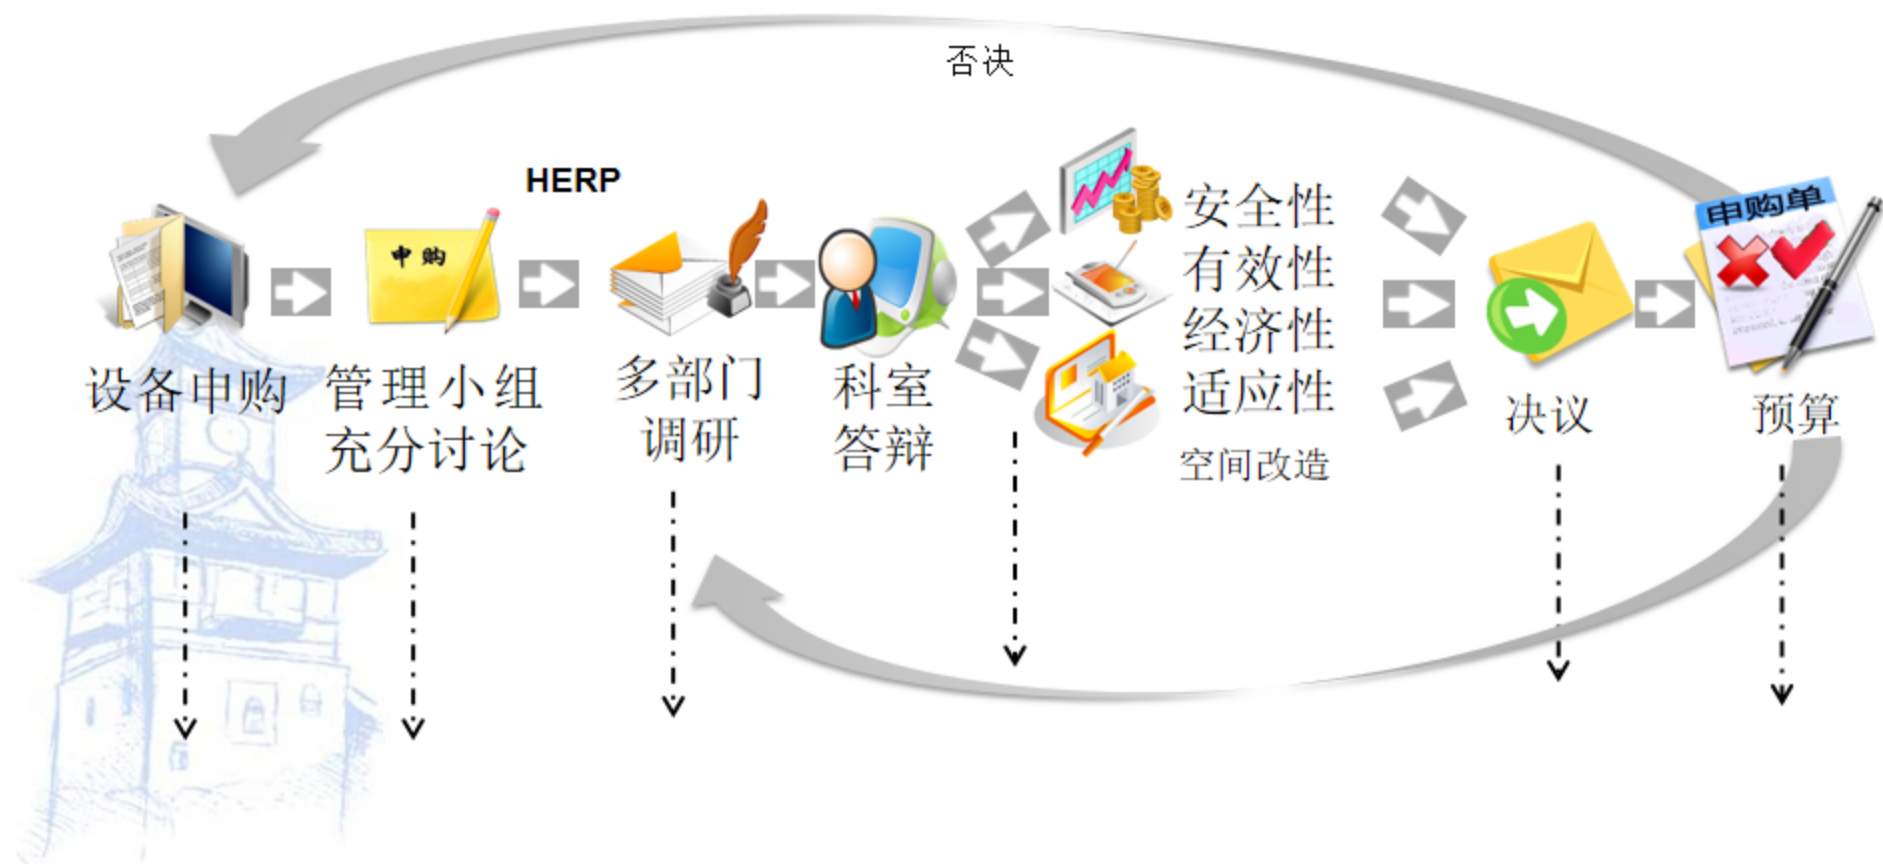 否决
HERP
申购
申购单
设备申购
管理小组
充分讨论
多部门
调研
科室
答辩
安全性
有效性
经济性
适应性
空间改造
决议
预算